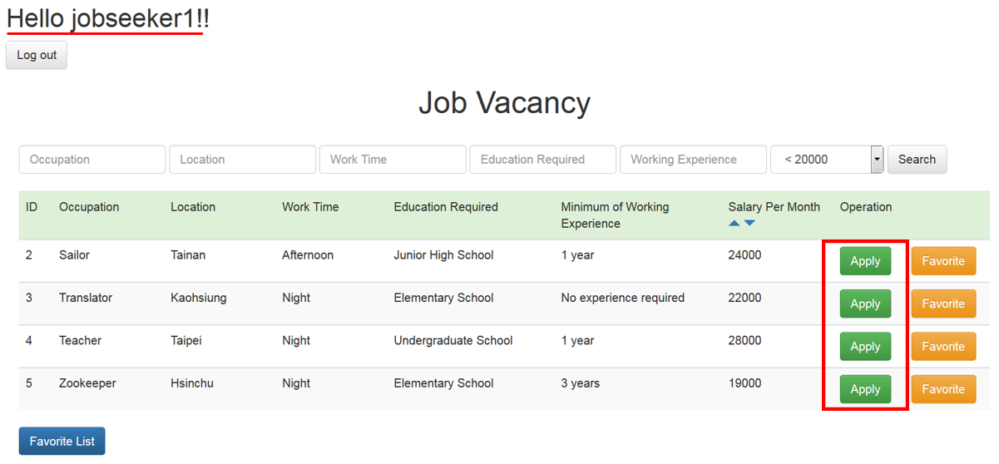 Hello jobseeker1!!
Log out
Job Vacancy
Occupation Location Work Time Education Required Working Experience < 20000 Search
ID Occupation Location Work Time Education Required Minimum of Working Experience Salary Per Month Operation
2 Sailor Tainan Afternoon Junior High School 1 year 24000 Apply Favorite
3 Translator Kaohsiung Night Elementary School No experience required 22000 Apply Favorite
4 Teacher Taipei Night Undergraduate School 1 year 28000 Apply Favorite
5 Zookeeper Hsinchu Night Elementary School 3 years 19000 Apply Favorite
Favorite List